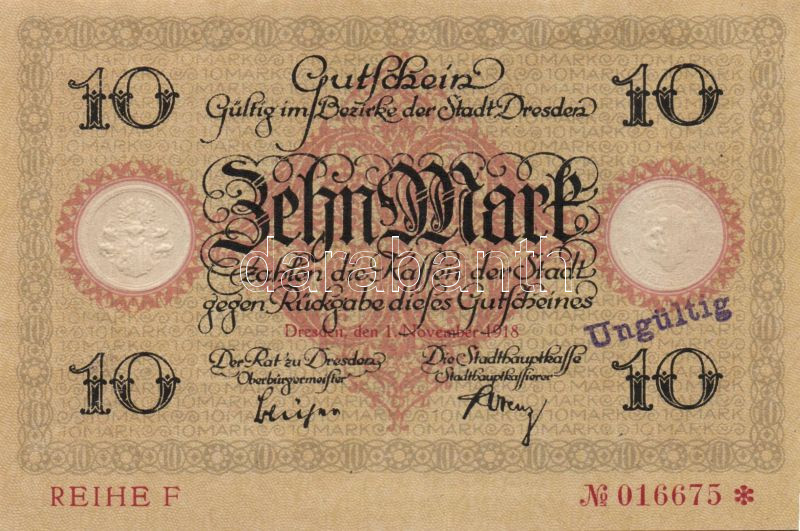 10 Gutschein 10
Gültig im Bezirke der Stadt Dresden
Zehn Mark
zahlen die Kassen der Stadt
gegen Rückgabe dieses Gutscheines
Dresden, den 1. November 1918
Ungültig
Der Rat zu Dresden Die Stadthauptkasse
Oberbürgermeister Stadthauptkassierer
10 10
REIHE F № 016675 *
darabanth